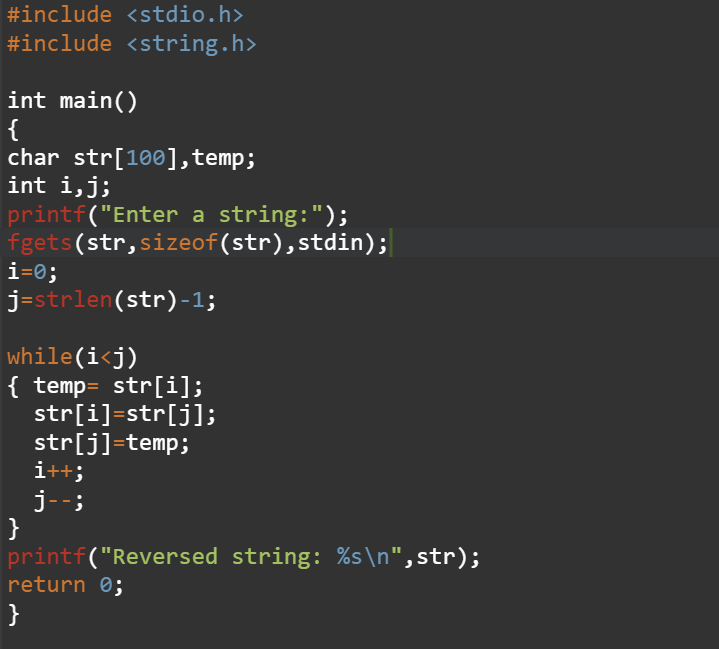 #include <stdio.h>
#include <string.h>

int main()
{
char str[100],temp;
int i,j;
printf("Enter a string:");
fgets(str,sizeof(str),stdin);
i=0;
j=strlen(str)-1;

while(i<j)
{ temp= str[i];
  str[i]=str[j];
  str[j]=temp;
  i++;
  j--;
}
printf("Reversed string: %s\n",str);
return 0;
}